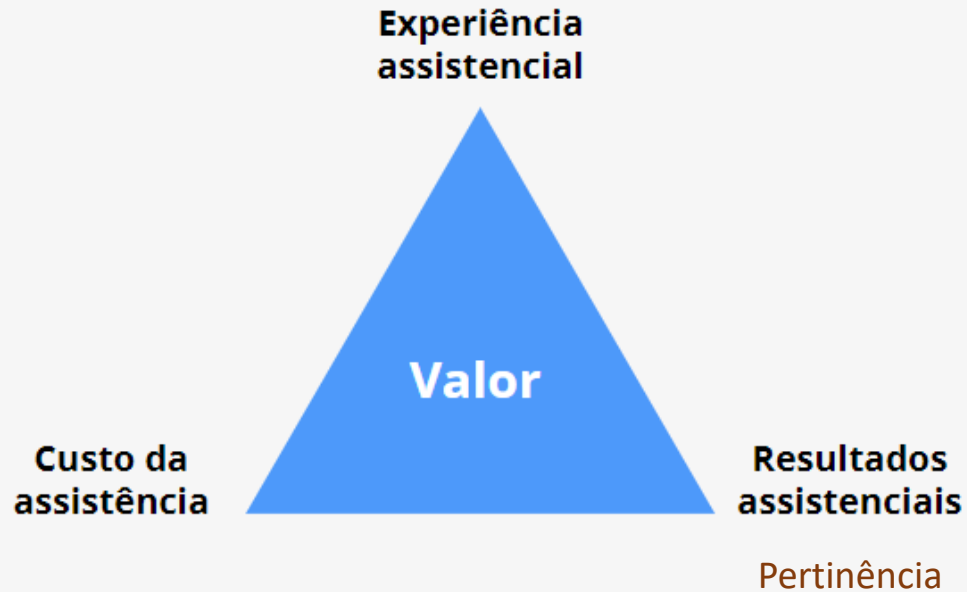 Experiência
assistencial
Valor
Custo da
assistência
Resultados
assistenciais
Pertinência